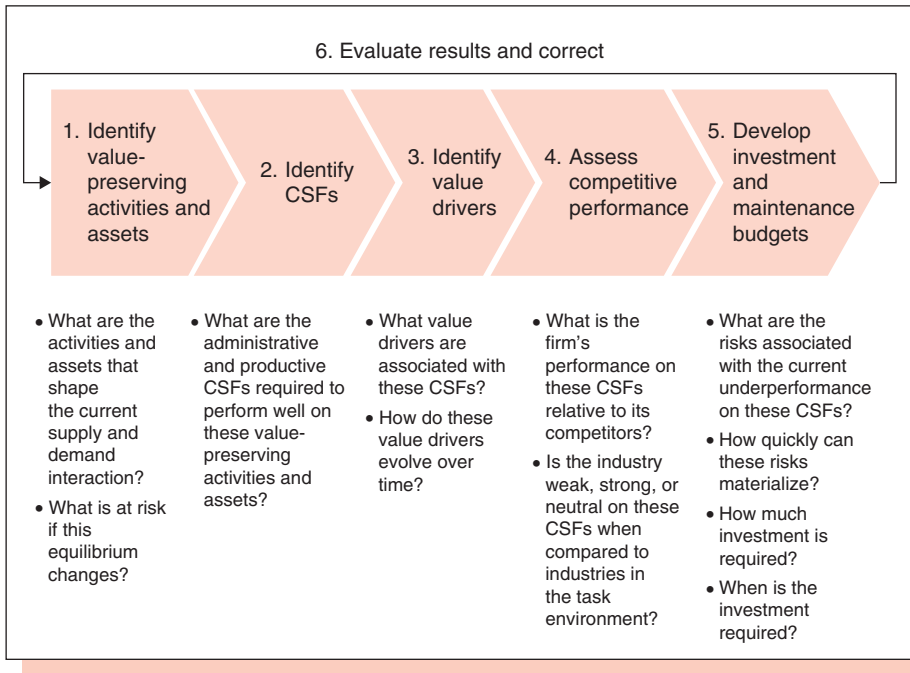 6. Evaluate results and correct
1. Identify
value-
preserving
activities and
assets
2. Identify
CSFs
3. Identify
value
drivers
4. Assess
competitive
performance
5. Develop
investment
and
maintenance
budgets
• What are the
activities and
assets that
shape
the current
supply and
demand
interaction?
• What is at risk
if this
equilibrium
changes?
• What are the
administrative
and productive
CSFs required to
perform well on
these value-
preserving
activities and
assets?
• What value
drivers are
associated with
these CSFs?
• How do these
value drivers
evolve over
time?
• What is the
firm’s
performance on
these CSFs
relative to its
competitors?
• Is the industry
weak, strong, or
neutral on these
CSFs when
compared to
industries in
the task
environment?
• What are the
risks associated
with the current
underperformance
on these CSFs?
• How quickly can
these risks
materialize?
• How much
investment is
required?
• When is the
investment
required?